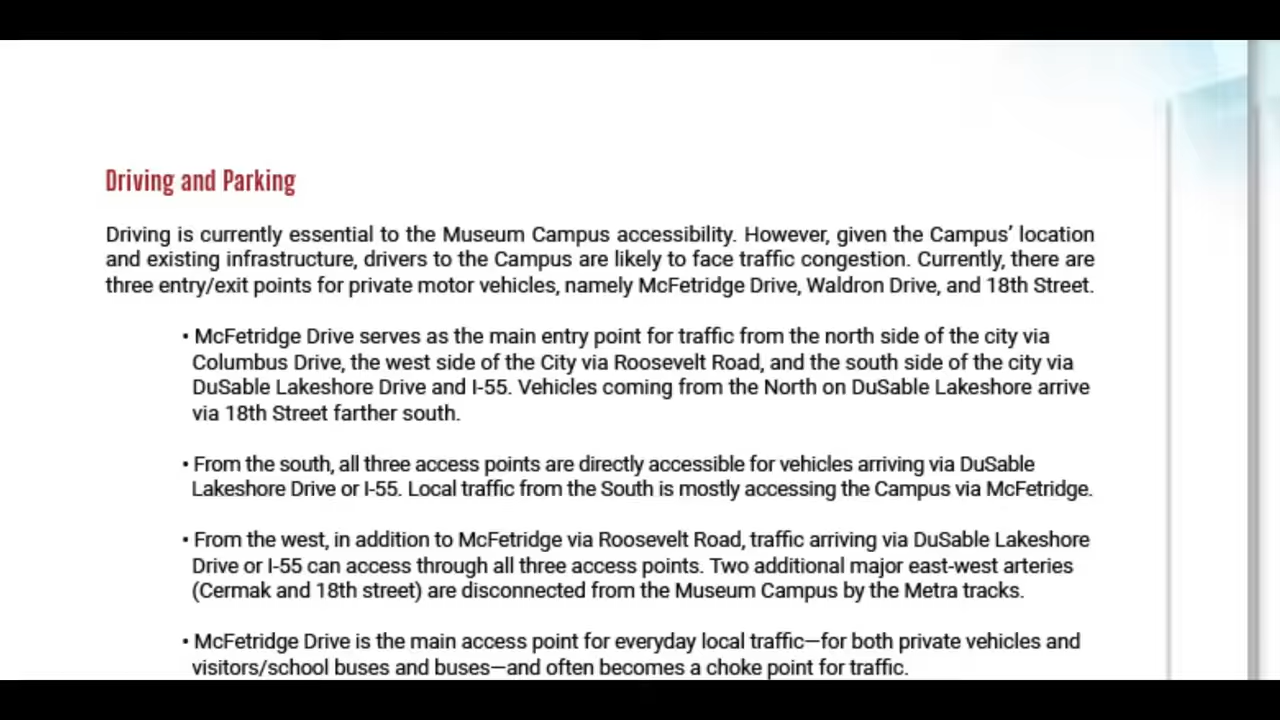 Driving and Parking
Driving is currently essential to the Museum Campus accessibility. However, given the Campus’ location
and existing infrastructure, drivers to the Campus are likely to face traffic congestion. Currently, there are
three entry/exit points for private motor vehicles, namely McFetridge Drive, Waldron Drive, and 18th Street.
• McFetridge Drive serves as the main entry point for traffic from the north side of the city via
Columbus Drive, the west side of the City via Roosevelt Road, and the south side of the city via
DuSable Lakeshore Drive and I-55. Vehicles coming from the North on DuSable Lakeshore arrive
via 18th Street farther south.
• From the south, all three access points are directly accessible for vehicles arriving via DuSable
Lakeshore Drive or I-55. Local traffic from the South is mostly accessing the Campus via McFetridge.
• From the west, in addition to McFetridge via Roosevelt Road, traffic arriving via DuSable Lakeshore
Drive or I-55 can access through all three access points. Two additional major east-west arteries
(Cermak and 18th street) are disconnected from the Museum Campus by the Metra tracks.
• McFetridge Drive is the main access point for everyday local traffic—for both private vehicles and
visitors/school buses and buses—and often becomes a choke point for traffic.